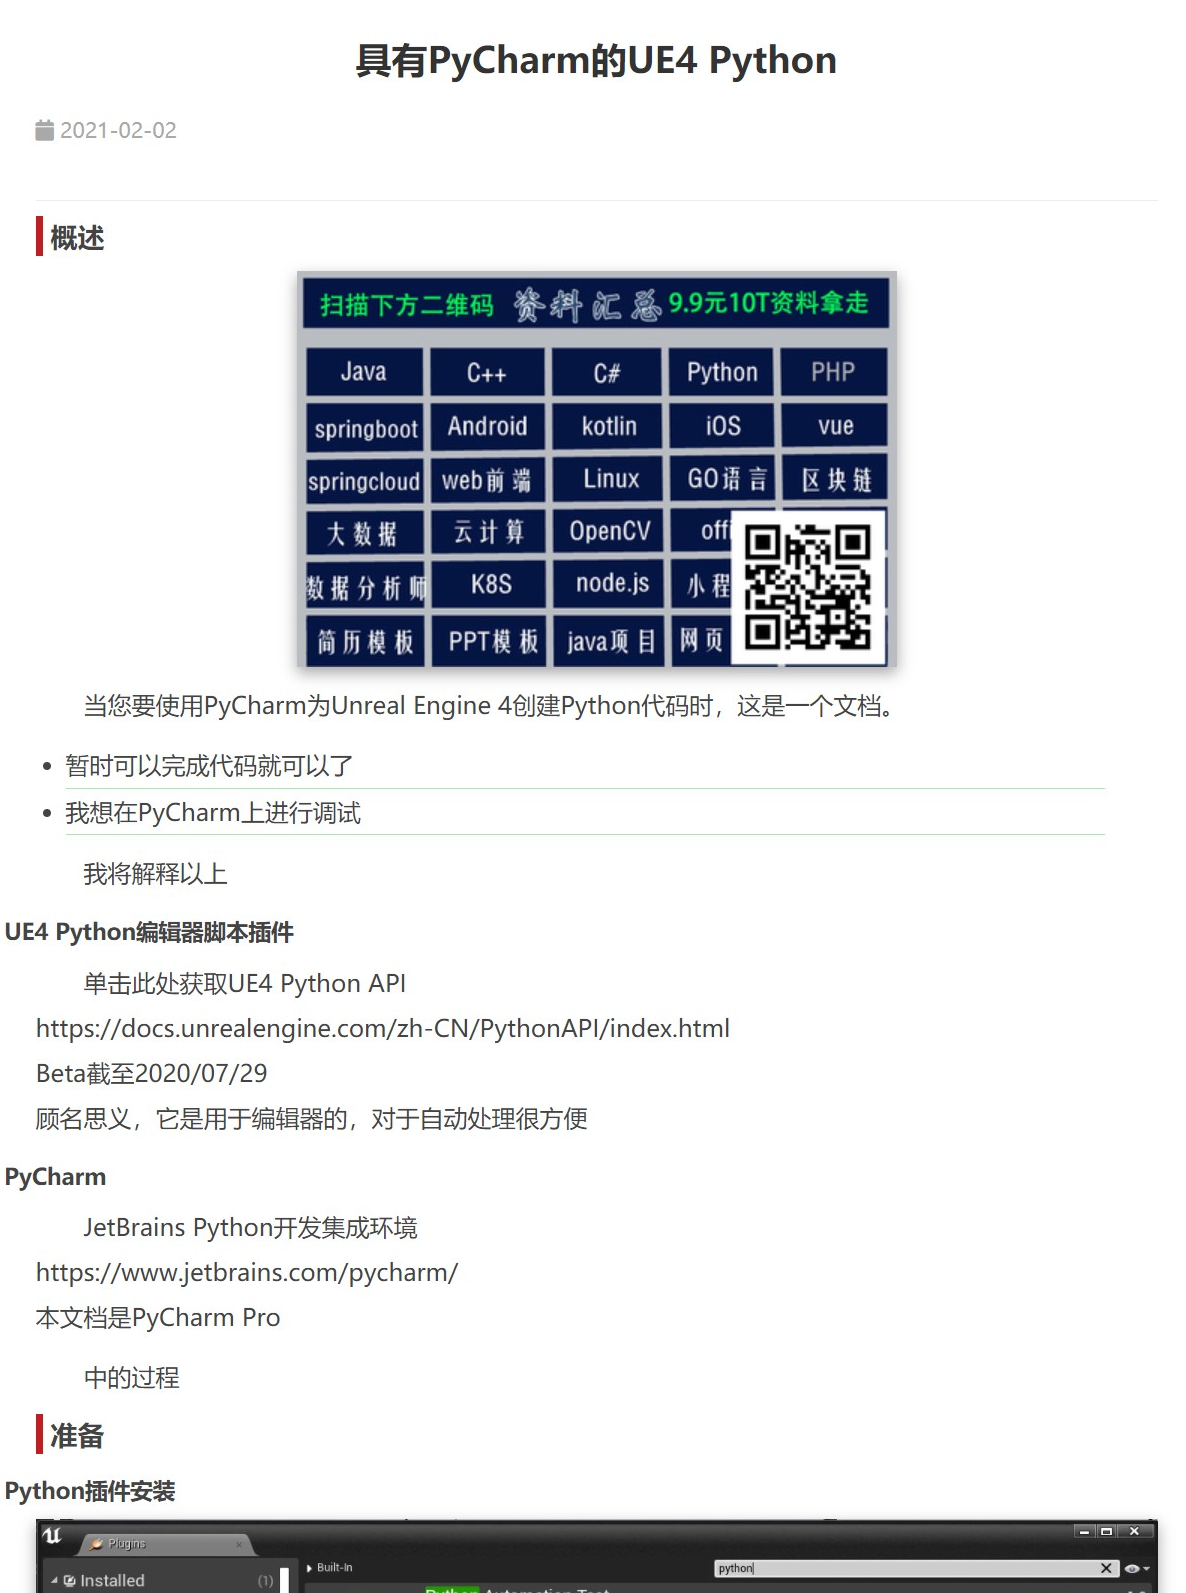 具有PyCharm的UE4 Python
2021-02-02
概述
扫描下方二维码 资料汇总 9.9元10T资料拿走
Java C++ C# Python PHP
springboot Android kotlin iOS vue
springcloud web前端 Linux GO语言 区块链
大数据 云计算 OpenCV offi
数据分析师 K8S node.js 小程
简历模板 PPT模板 java项目 网页
当您要使用PyCharm为Unreal Engine 4创建Python代码时，这是一个文档。
• 暂时可以完成代码就可以了
• 我想在PyCharm上进行调试
我将解释以上
UE4 Python编辑器脚本插件
单击此处获取UE4 Python API
https://docs.unrealengine.com/zh-CN/PythonAPI/index.html
Beta截至2020/07/29
顾名思义，它是用于编辑器的，对于自动处理很方便
PyCharm
JetBrains Python开发集成环境
https://www.jetbrains.com/pycharm/
本文档是PyCharm Pro
中的过程
准备
Python插件安装
Plugins
Built-In python
Installed (1)
Python Automation Test